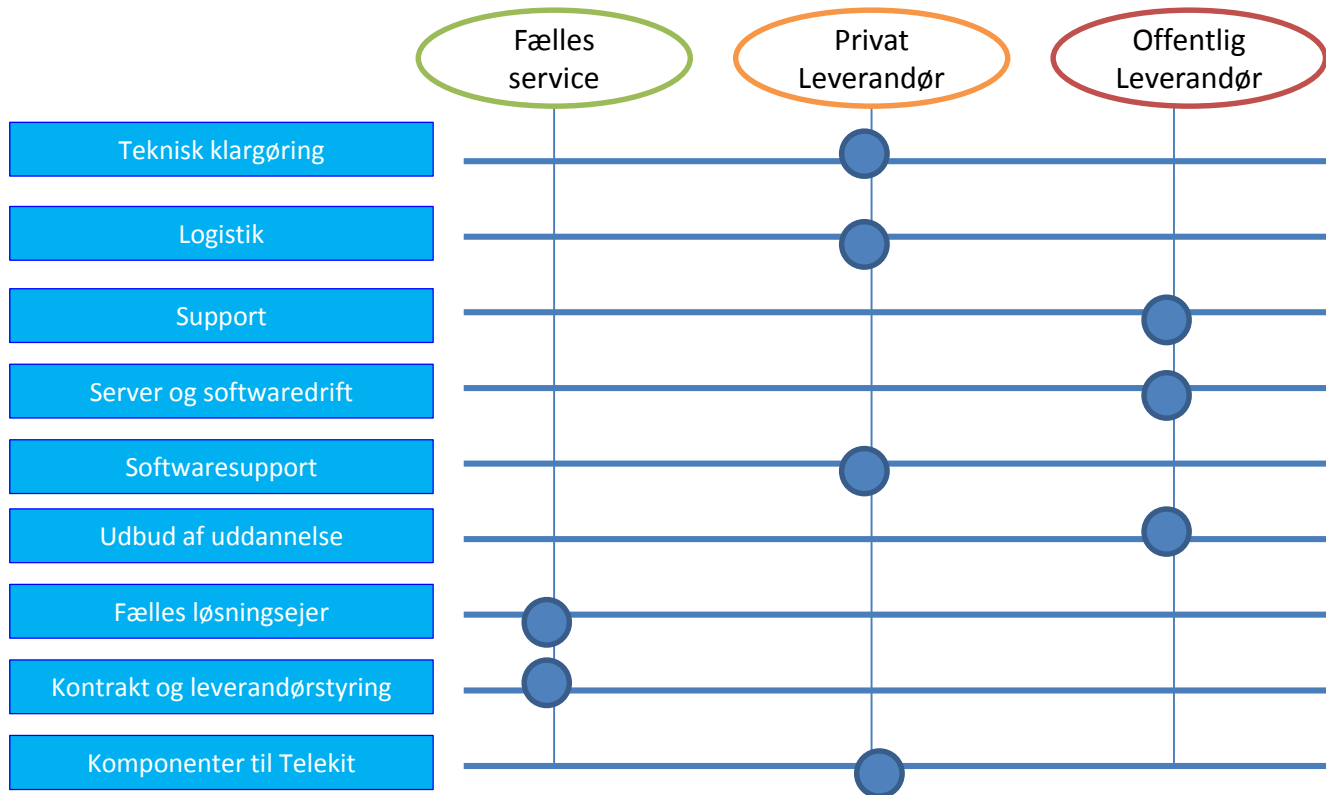 Fælles
service
Privat
Leverandør
Offentlig
Leverandør
Teknisk klargøring
Logistik
Support
Server og softwaredrift
Softwaresupport
Udbud af uddannelse
Fælles løsningsejer
Kontrakt og leverandørstyring
Komponenter til Telekit